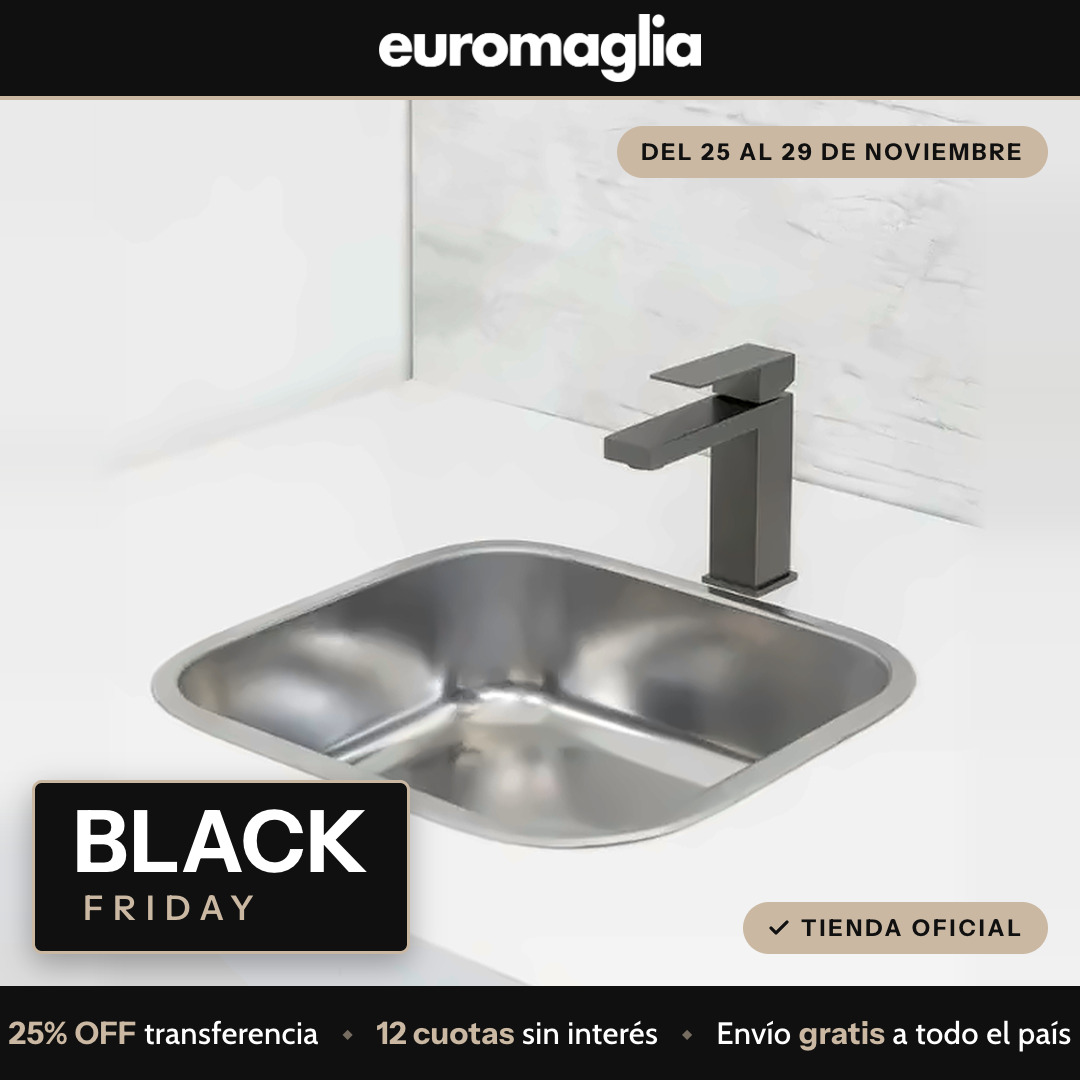 euromaglia
DEL 25 AL 29 DE NOVIEMBRE
BLACK
FRIDAY
✓ TIENDA OFICIAL
25% OFF transferencia ◆ 12 cuotas sin interés ◆ Envío gratis a todo el país